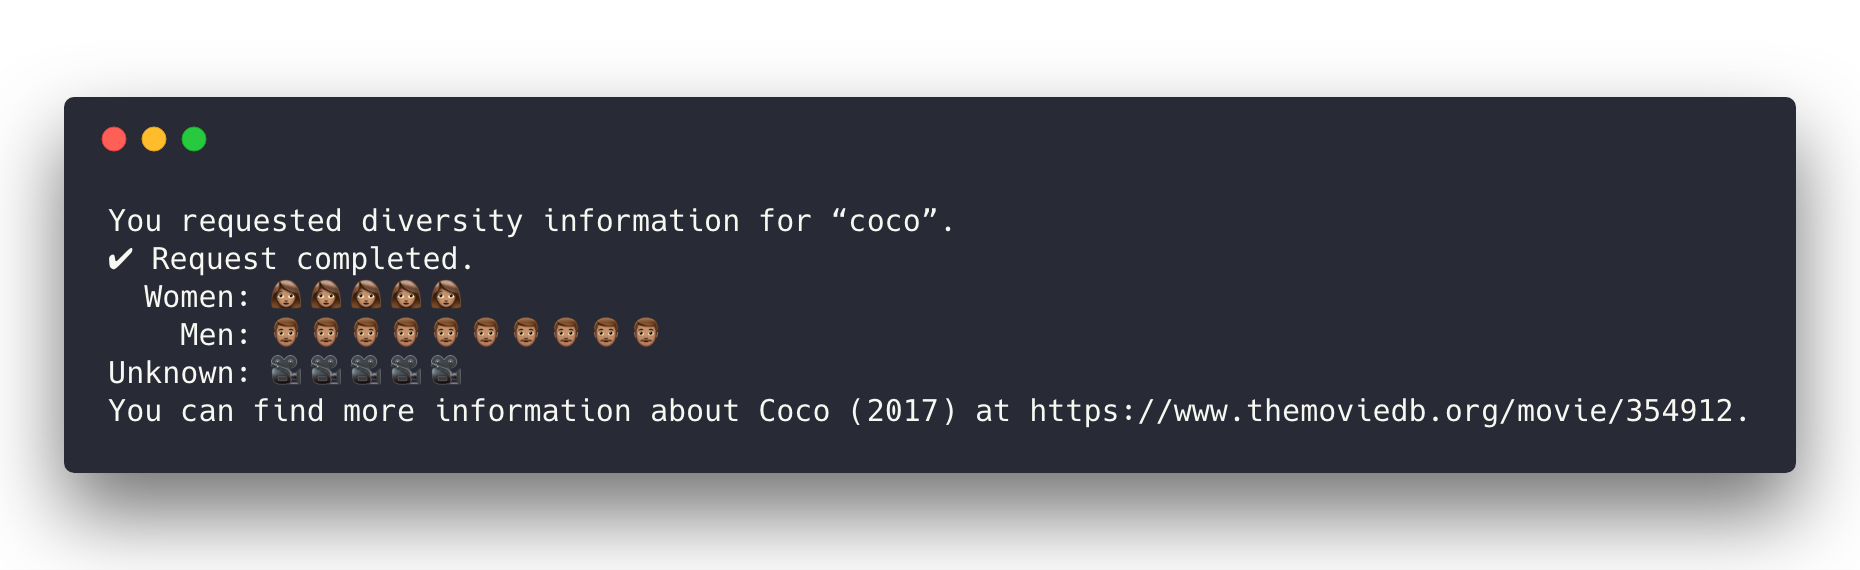 You requested diversity information for “coco”.
✔ Request completed.
Women: 👩🏽 👩🏽 👩🏽 👩🏽 👩🏽
Men: 👨🏽 👨🏽 👨🏽 👨🏽 👨🏽 👨🏽 👨🏽 👨🏽 👨🏽 👨🏽
Unknown: 🎥 🎥 🎥 🎥 🎥
You can find more information about Coco (2017) at https://www.themoviedb.org/movie/354912.